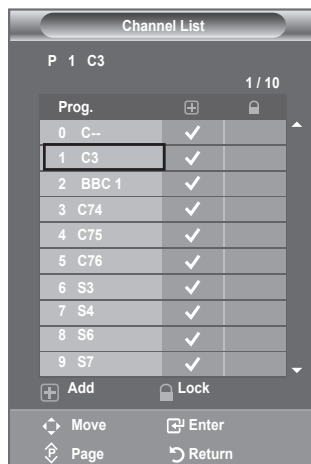 Channel List
P 1 C3
1 / 10
Prog.
0 C--
1 C3
2 BBC 1
3 C74
4 C75
5 C76
6 S3
7 S4
8 S6
9 S7
Add Lock
Move Enter
Page Return